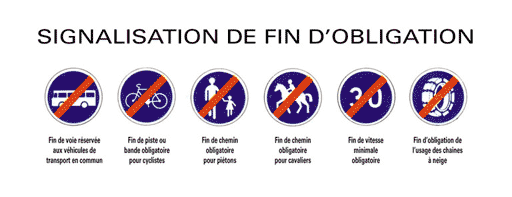 SIGNALISATION DE FIN D'OBLIGATION
30
Fin de voie réservée
aux véhicules de
transport en commun
Fin de piste ou
bande obligatoire
pour cyclistes
Fin de chemin
obligatoire
pour piétons
Fin de chemin
obligatoire
pour cavaliers
Fin de vitesse
minimale
obligatoire
Fin d'obligation de
l'usage des chaînes
à neige